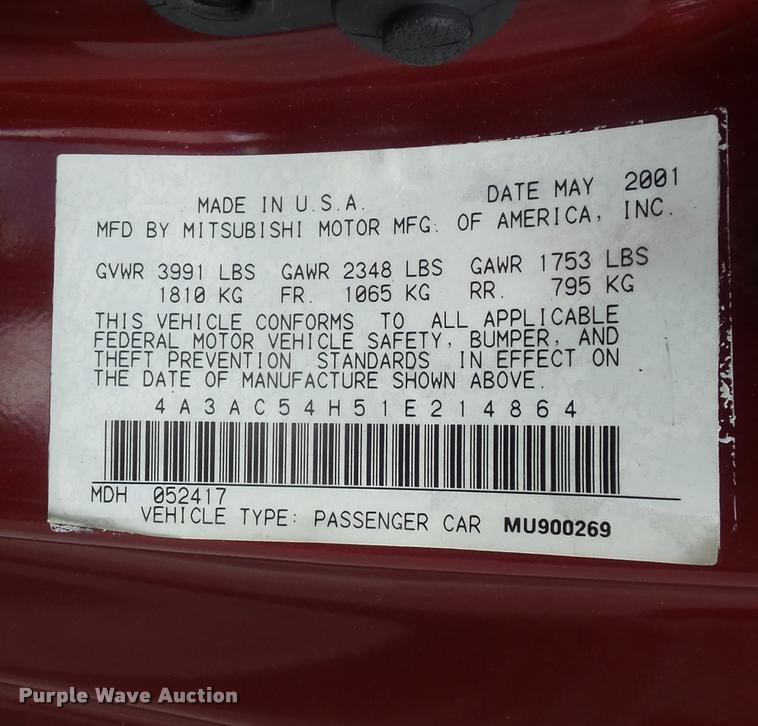 MADE IN U.S.A. DATE MAY 2001
MFD BY MITSUBISHI MOTOR MFG. OF AMERICA, INC.
GVWR 3991 LBS GAWR 2348 LBS GAWR 1753 LBS
1810 KG FR. 1065 KG RR. 795 KG
THIS VEHICLE CONFORMS TO ALL APPLICABLE
FEDERAL MOTOR VEHICLE SAFETY, BUMPER, AND
THEFT PREVENTION STANDARDS IN EFFECT ON
THE DATE OF MANUFACTURE SHOWN ABOVE.
4A3AC54H51E214864
MDH 052417
VEHICLE TYPE: PASSENGER CAR MU900269
Purple Wave Auction